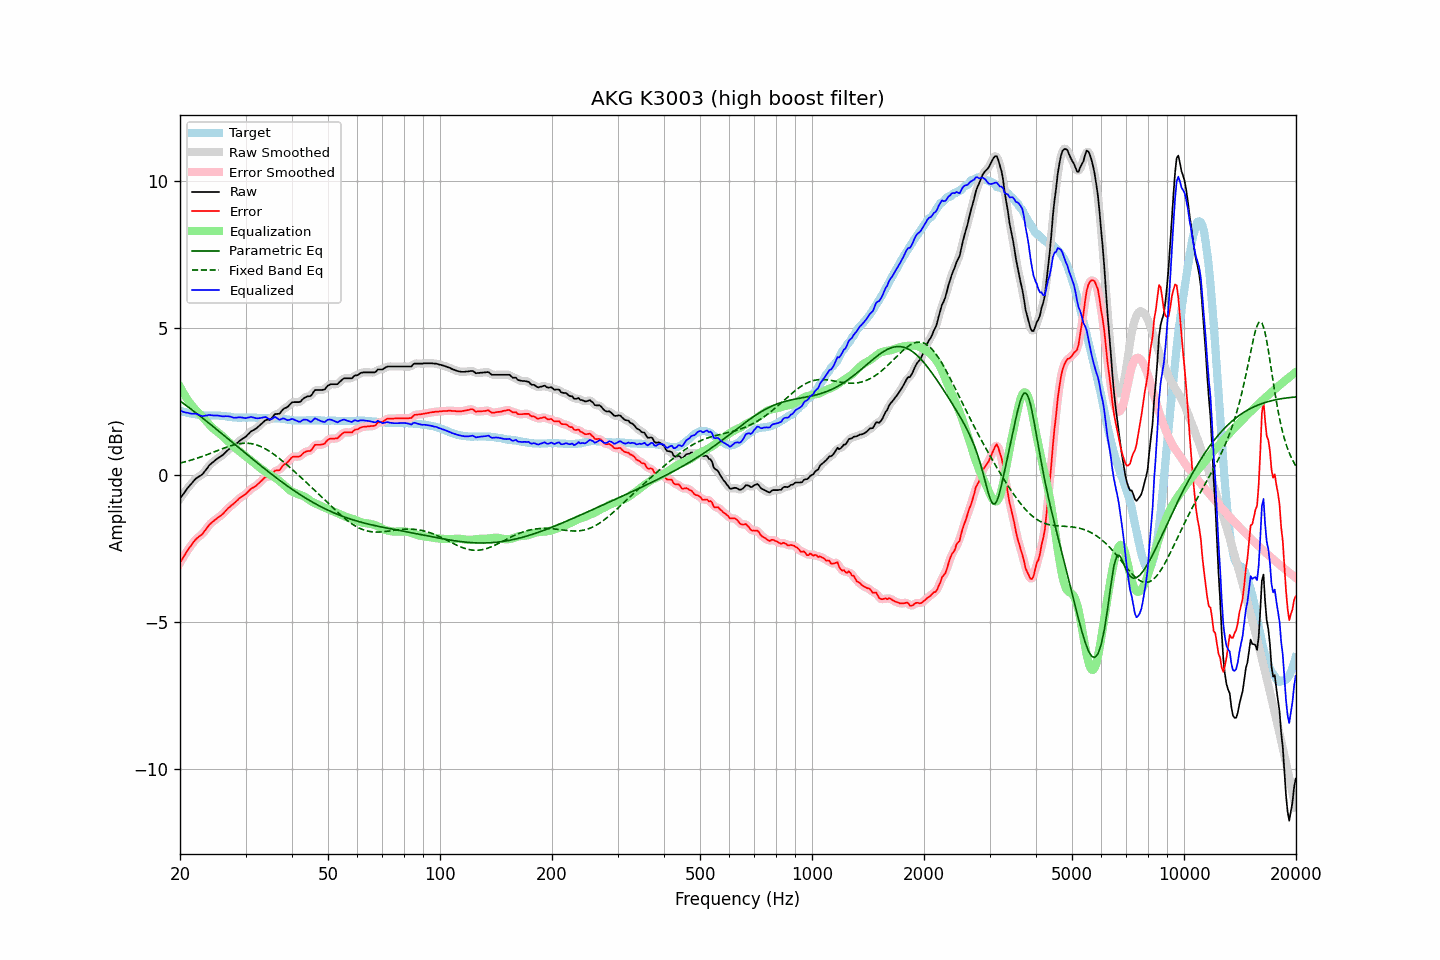 AKG K3003 (high boost filter)
Target
Raw Smoothed
Error Smoothed
Raw
Error
Equalization
Parametric Eq
Fixed Band Eq
Equalized
10
5
0
−5
−10
Amplitude (dBr)
20 50 100 200 500 1000 2000 5000 10000 20000
Frequency (Hz)